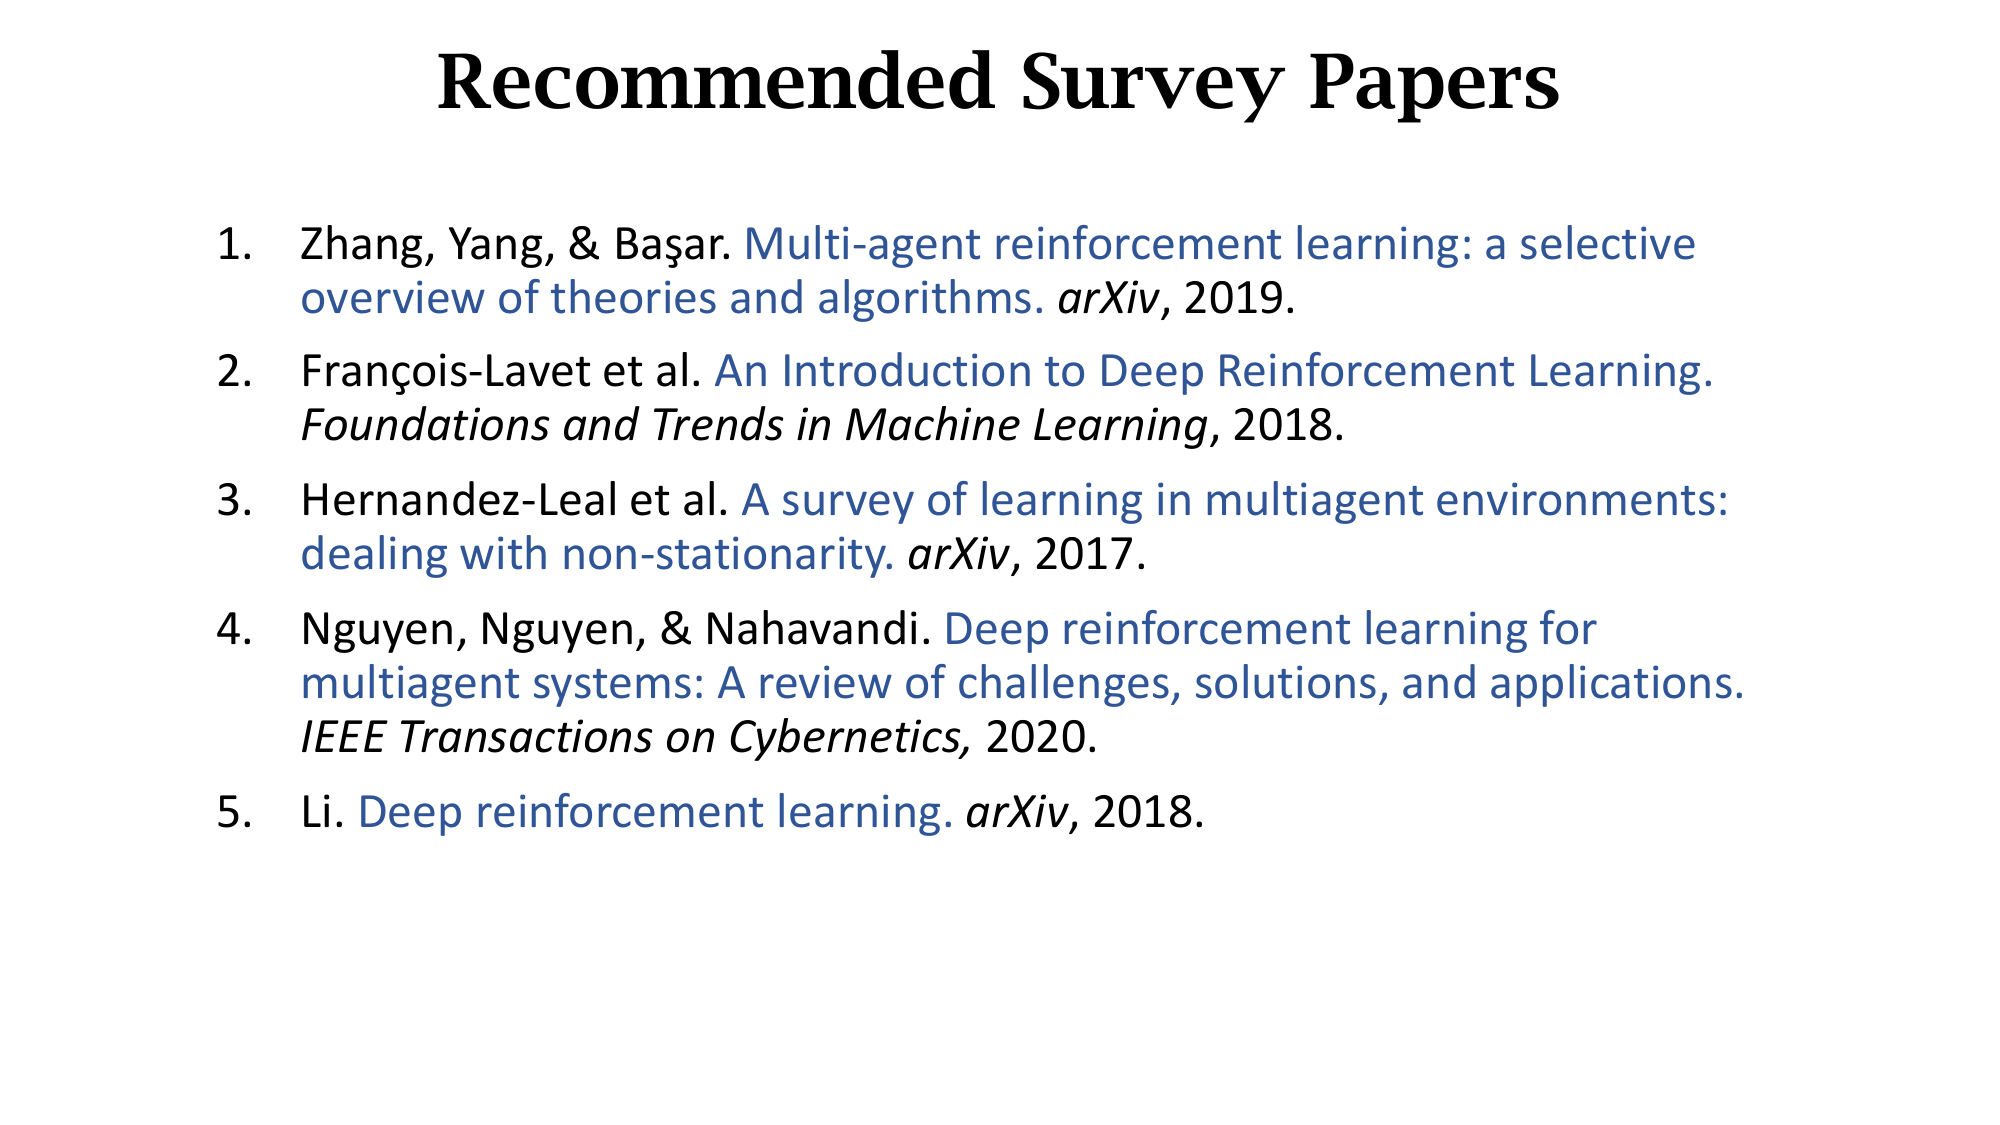 Recommended Survey Papers
1. Zhang, Yang, & Başar. Multi-agent reinforcement learning: a selective
overview of theories and algorithms. arXiv, 2019.
2. François-Lavet et al. An Introduction to Deep Reinforcement Learning.
Foundations and Trends in Machine Learning, 2018.
3. Hernandez-Leal et al. A survey of learning in multiagent environments:
dealing with non-stationarity. arXiv, 2017.
4. Nguyen, Nguyen, & Nahavandi. Deep reinforcement learning for
multiagent systems: A review of challenges, solutions, and applications.
IEEE Transactions on Cybernetics, 2020.
5. Li. Deep reinforcement learning. arXiv, 2018.